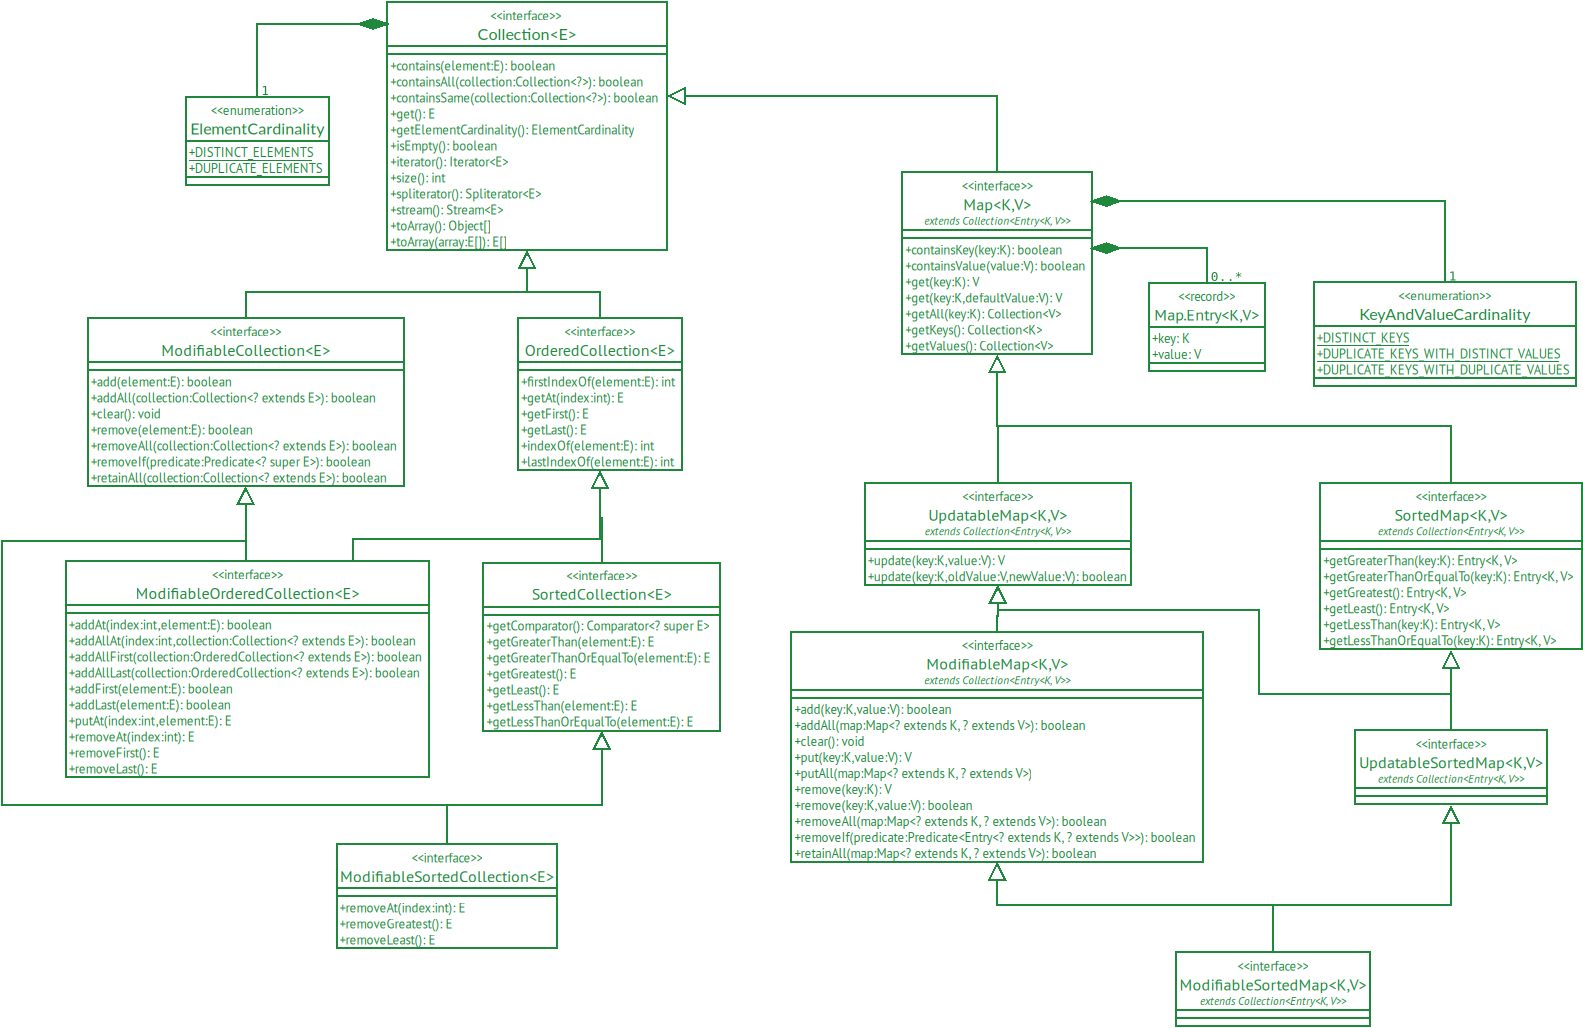 <<interface>>
Collection<E>
+contains(element:E): boolean
+containsAll(collection:Collection<?>): boolean
+containsSame(collection:Collection<?>): boolean
+get(): E
+getElementCardinality(): ElementCardinality
+isEmpty(): boolean
+iterator(): Iterator<E>
+size(): int
+spliterator(): Spliterator<E>
+stream(): Stream<E>
+toArray(): Object[]
+toArray(array:E[]): E[]
1
<<enumeration>>
ElementCardinality
+DISTINCT_ELEMENTS
+DUPLICATE_ELEMENTS
<<interface>>
Map<K,V>
extends Collection<Entry<K, V>>
+containsKey(key:K): boolean
+containsValue(value:V): boolean
+get(key:K): V
+get(key:K,defaultValue:V): V
+getAll(key:K): Collection<V>
+getKeys(): Collection<K>
+getValues(): Collection<V>
0..*
<<record>>
Map.Entry<K,V>
+key: K
+value: V
1
<<enumeration>>
KeyAndValueCardinality
+DISTINCT_KEYS
+DUPLICATE_KEYS_WITH_DISTINCT_VALUES
+DUPLICATE_KEYS_WITH_DUPLICATE_VALUES
<<interface>>
ModifiableCollection<E>
+add(element:E): boolean
+addAll(collection:Collection<? extends E>): boolean
+clear(): void
+remove(element:E): boolean
+removeAll(collection:Collection<? extends E>): boolean
+removeIf(predicate:Predicate<? super E>): boolean
+retainAll(collection:Collection<? extends E>): boolean
<<interface>>
OrderedCollection<E>
+firstIndexOf(element:E): int
+getAt(index:int): E
+getFirst(): E
+getLast(): E
+indexOf(element:E): int
+lastIndexOf(element:E): int
<<interface>>
UpdatableMap<K,V>
extends Collection<Entry<K, V>>
+update(key:K,value:V): V
+update(key:K,oldValue:V,newValue:V): boolean
<<interface>>
SortedMap<K,V>
extends Collection<Entry<K, V>>
+getGreaterThan(key:K): Entry<K, V>
+getGreaterThanOrEqualTo(key:K): Entry<K, V>
+getGreatest(): Entry<K, V>
+getLeast(): Entry<K, V>
+getLessThan(key:K): Entry<K, V>
+getLessThanOrEqualTo(key:K): Entry<K, V>
<<interface>>
ModifiableOrderedCollection<E>
+addAt(index:int,element:E): boolean
+addAllAt(index:int,collection:Collection<? extends E>): boolean
+addAllFirst(collection:OrderedCollection<? extends E>): boolean
+addAllLast(collection:OrderedCollection<? extends E>): boolean
+addFirst(element:E): boolean
+addLast(element:E): boolean
+putAt(index:int,element:E): E
+removeAt(index:int): E
+removeFirst(): E
+removeLast(): E
<<interface>>
SortedCollection<E>
+getComparator(): Comparator<? super E>
+getGreaterThan(element:E): E
+getGreaterThanOrEqualTo(element:E): E
+getGreatest(): E
+getLeast(): E
+getLessThan(element:E): E
+getLessThanOrEqualTo(element:E): E
<<interface>>
ModifiableMap<K,V>
extends Collection<Entry<K, V>>
+add(key:K,value:V): boolean
+addAll(map:Map<? extends K, ? extends V>): boolean
+clear(): void
+put(key:K,value:V): V
+putAll(map:Map<? extends K, ? extends V>)
+remove(key:K): V
+remove(key:K,value:V): boolean
+removeAll(map:Map<? extends K, ? extends V>): boolean
+removeIf(predicate:Predicate<Entry<? extends K, ? extends V>>): boolean
+retainAll(map:Map<? extends K, ? extends V>): boolean
<<interface>>
UpdatableSortedMap<K,V>
extends Collection<Entry<K, V>>
<<interface>>
ModifiableSortedCollection<E>
+removeAt(index:int): E
+removeGreatest(): E
+removeLeast(): E
<<interface>>
ModifiableSortedMap<K,V>
extends Collection<Entry<K, V>>